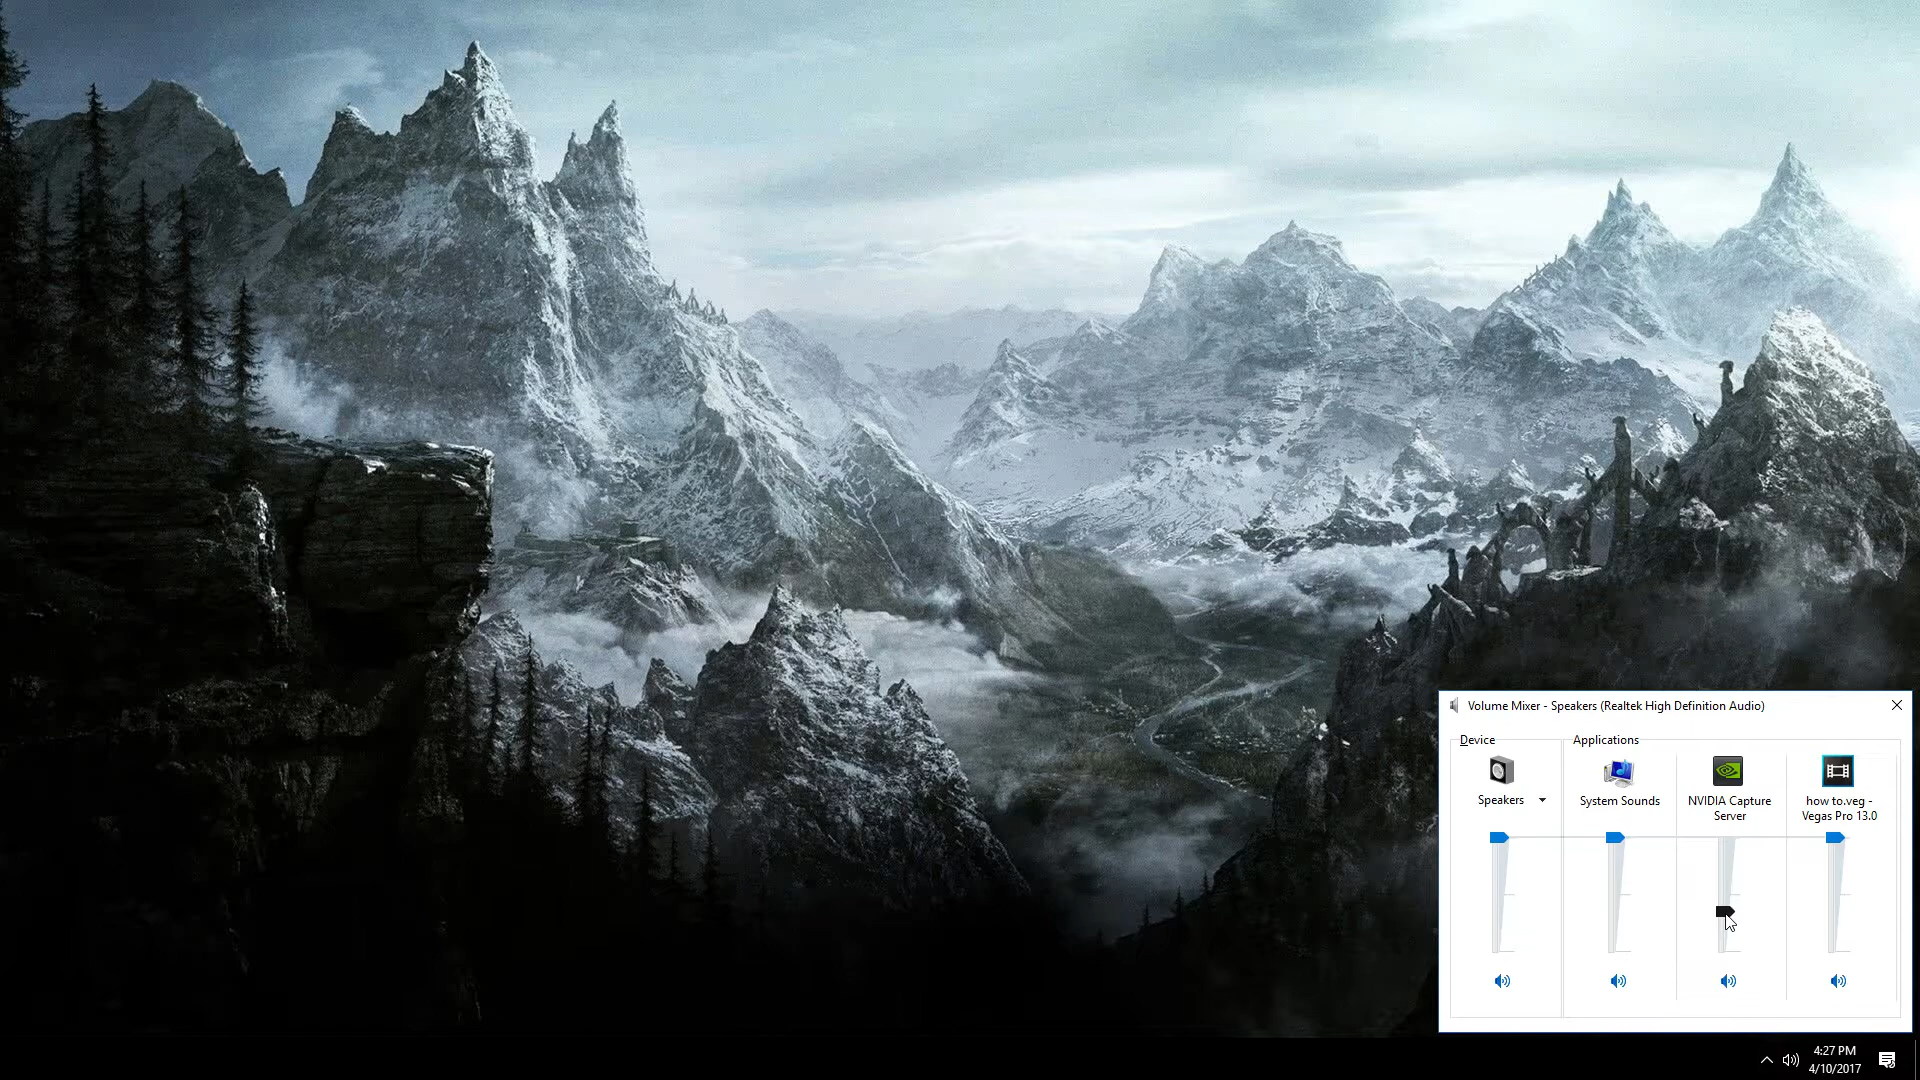 Volume Mixer - Speakers (Realtek High Definition Audio)
Device
Applications
Speakers
System Sounds
NVIDIA Capture
Server
how to.veg -
Vegas Pro 13.0
4:27 PM
4/10/2017